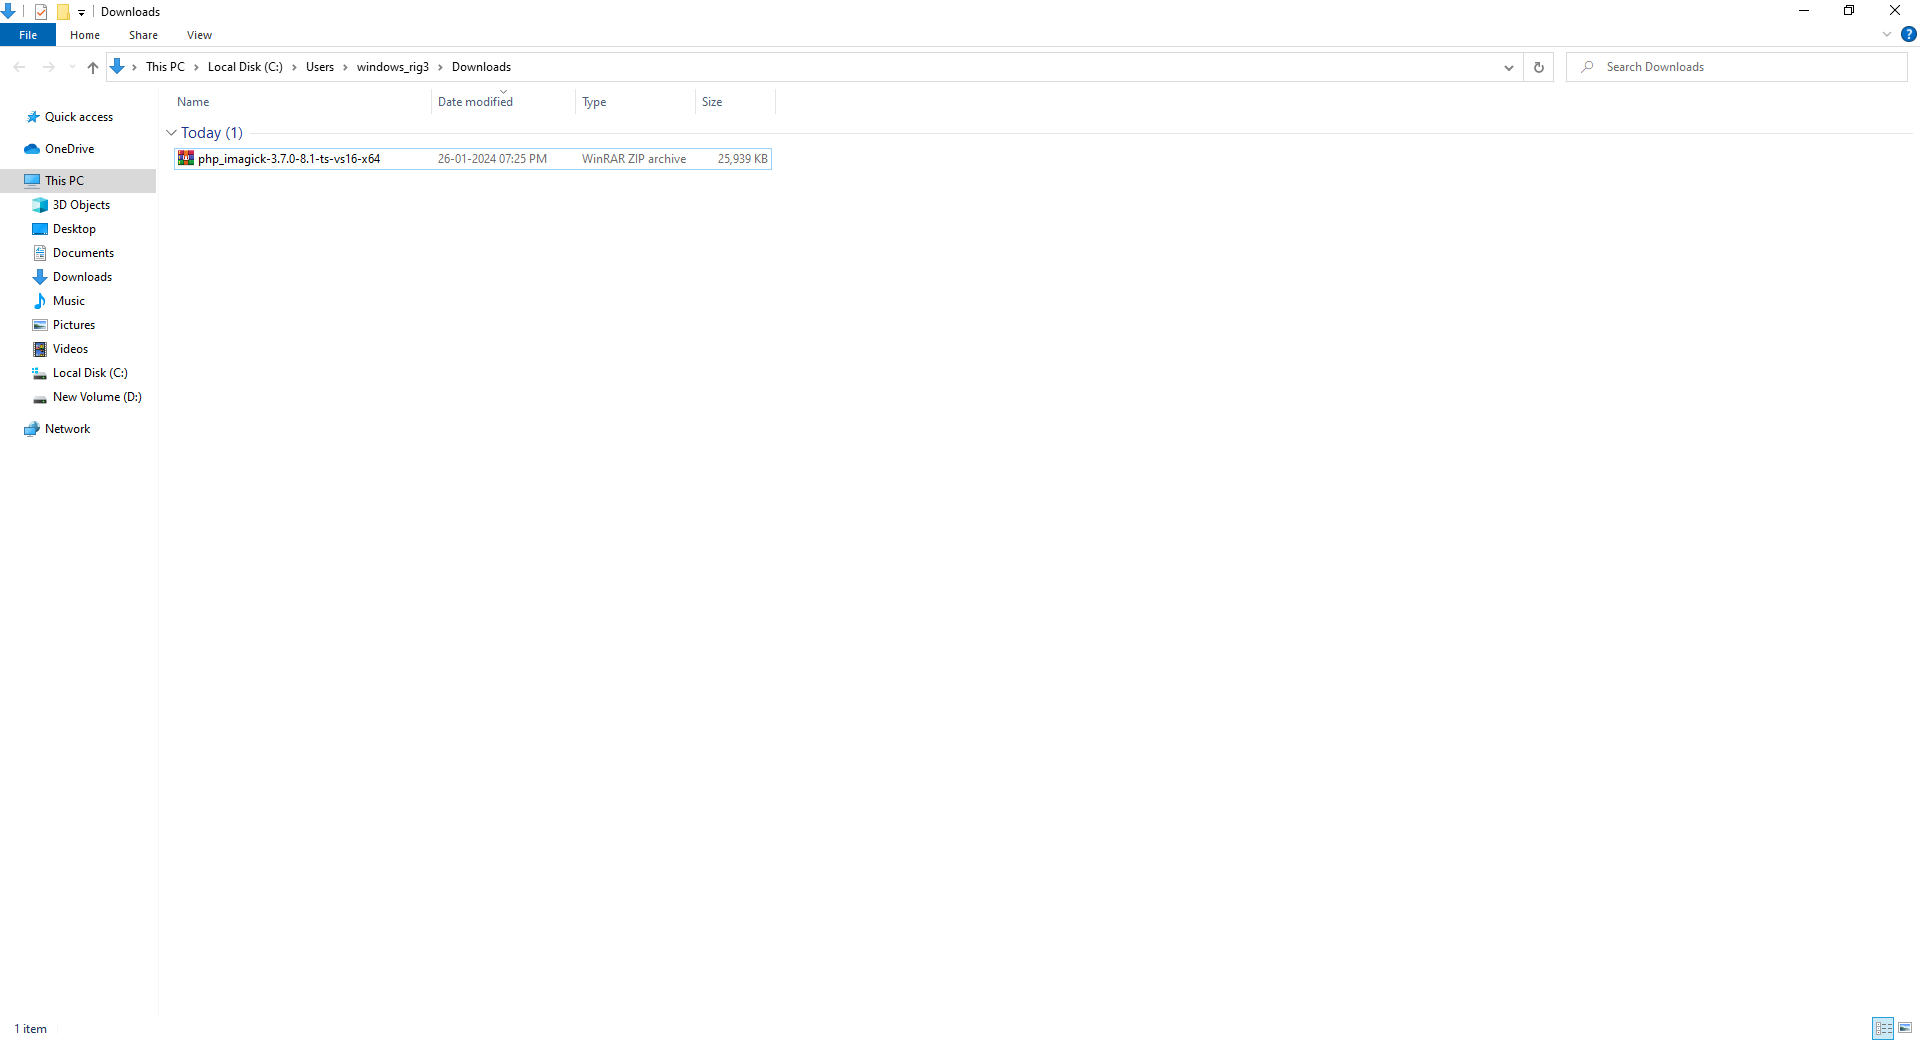 Downloads
File Home Share View
This PC Local Disk (C:) Users windows_rig3 Downloads
Search Downloads
Name Date modified Type Size
Quick access
OneDrive
This PC
3D Objects
Desktop
Documents
Downloads
Music
Pictures
Videos
Local Disk (C:)
New Volume (D:)
Network
Today (1)
php_imagick-3.7.0-8.1-ts-vs16-x64 26-01-2024 07:25 PM WinRAR ZIP archive 25,939 KB
1 item